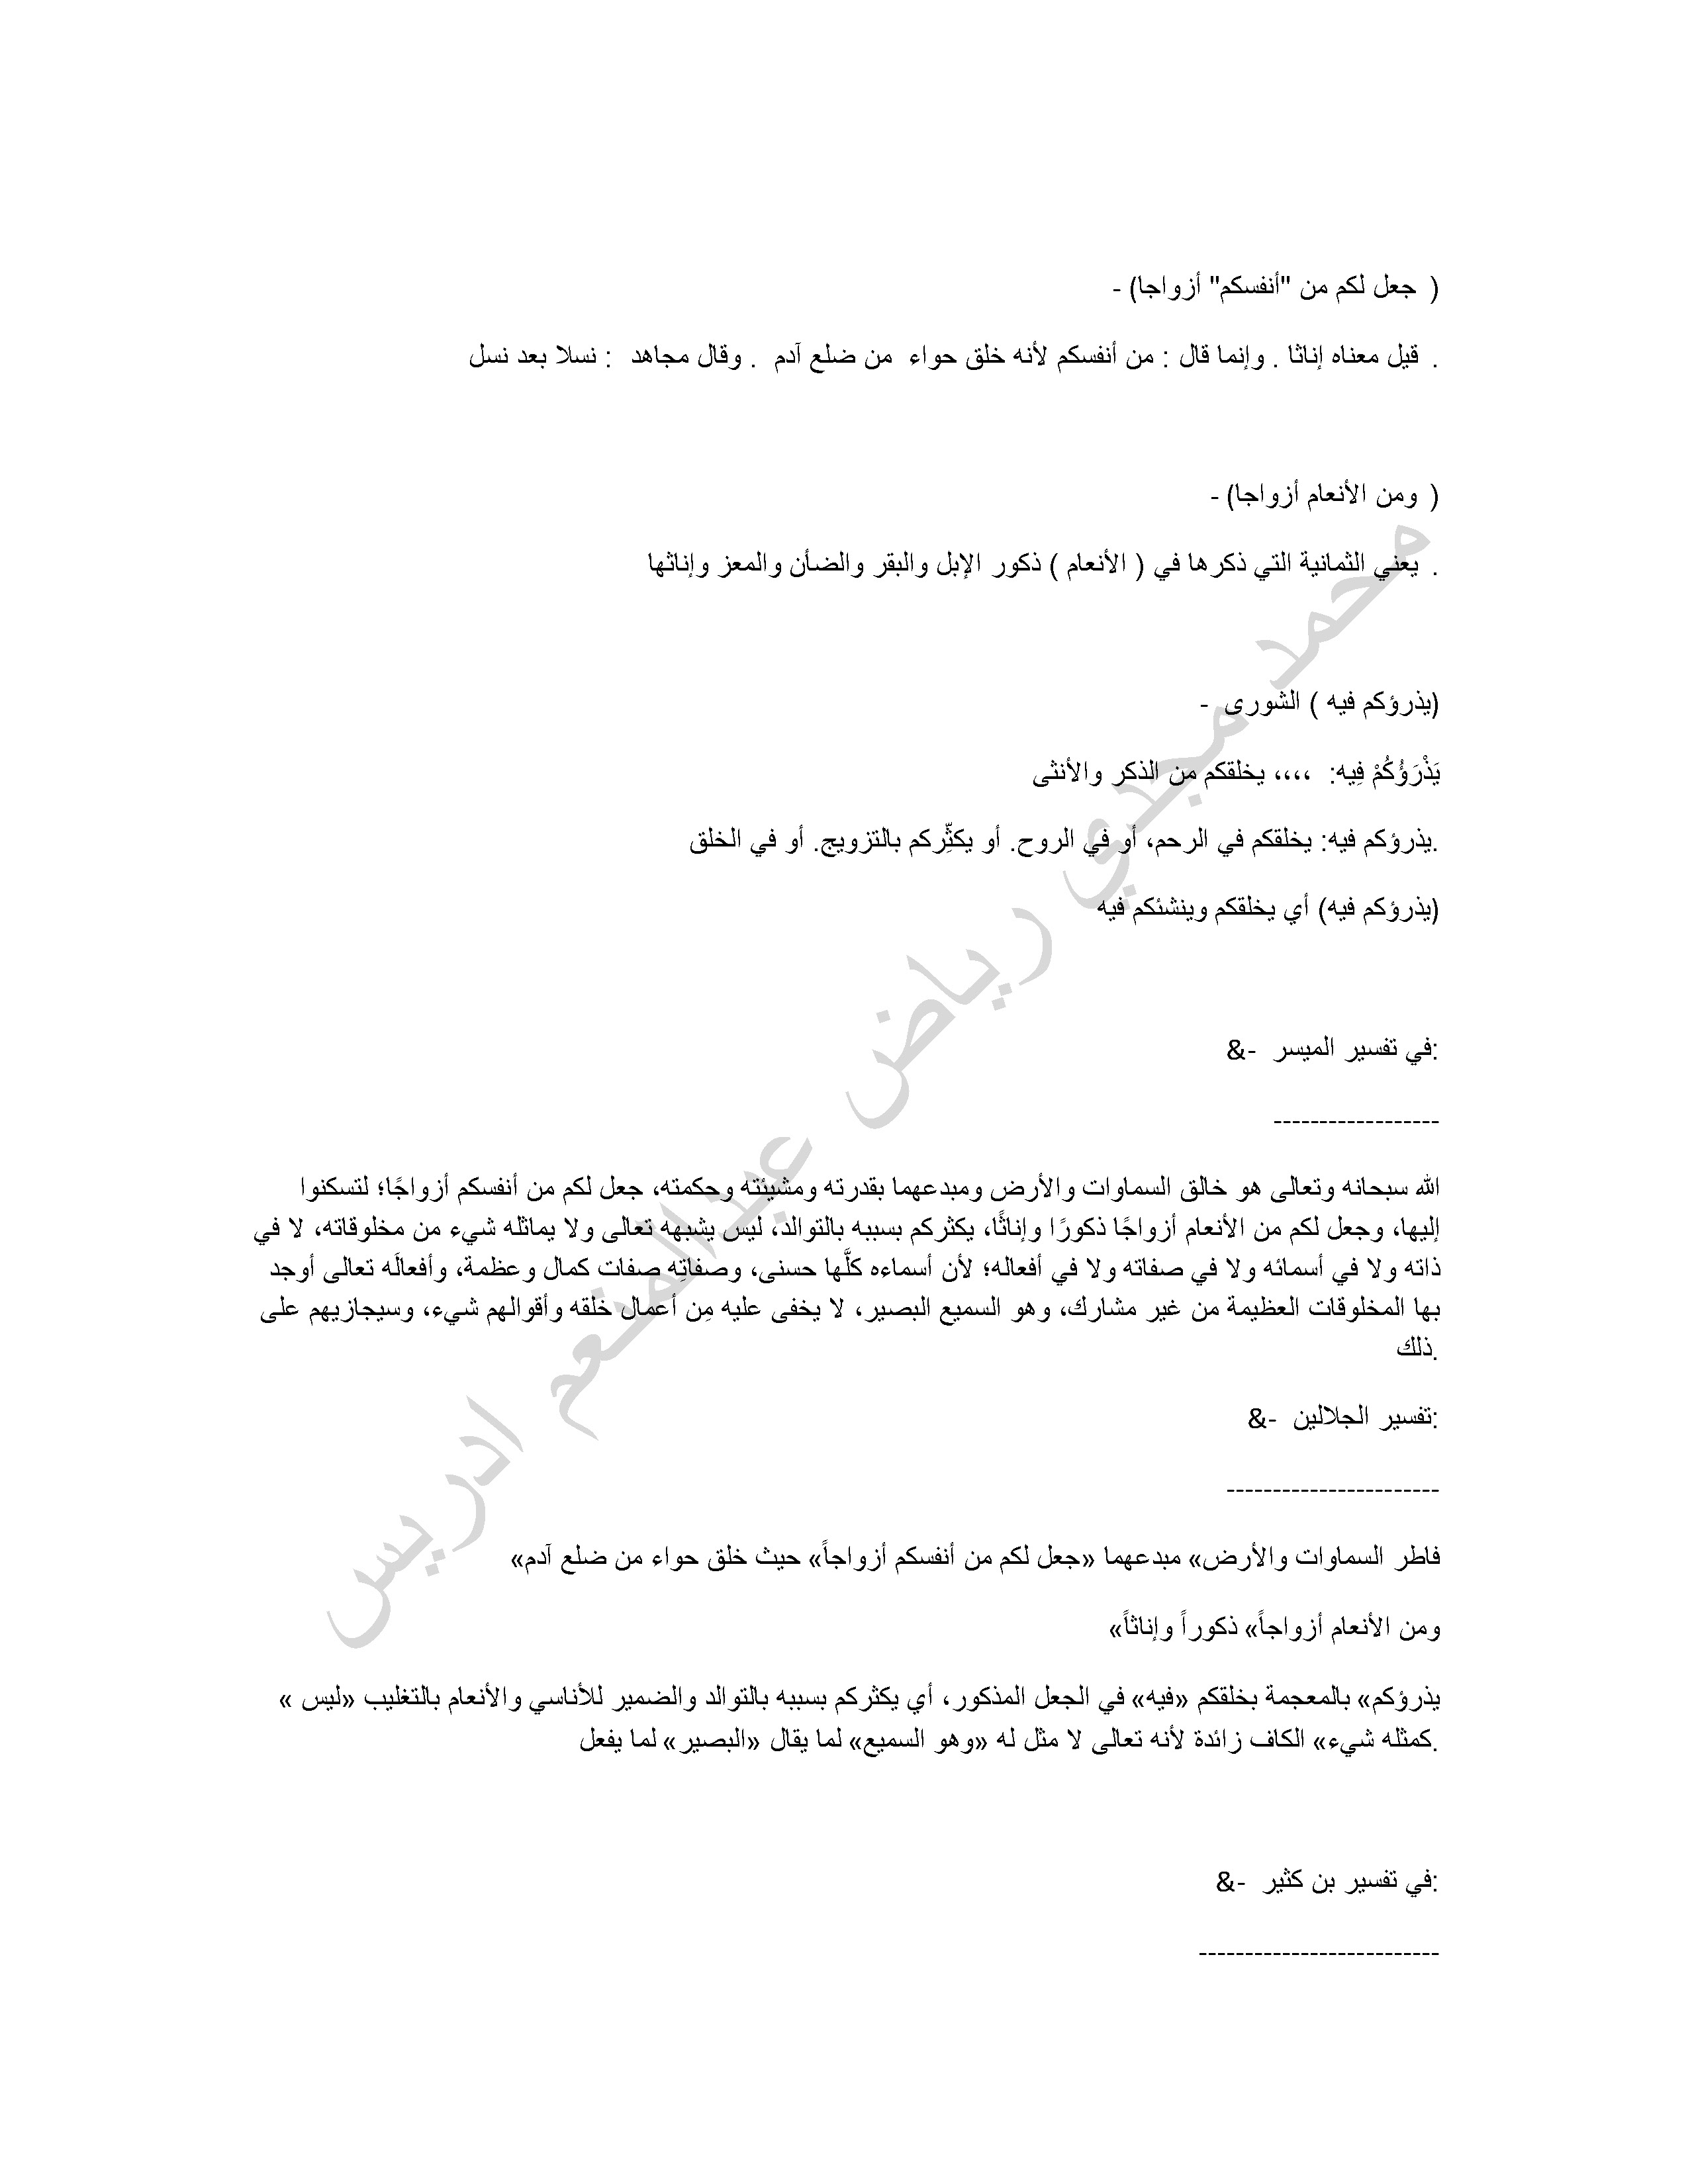 ( جعل لكم من "أنفسكم" أزواجا) -
. قيل معناه إناثا . وإنما قال : من أنفسكم لأنه خلق حواء من ضلع آدم . وقال مجاهد : نسلا بعد نسل
( ومن الأنعام أزواجا) -
. يعني الثمانية التي ذكرها في ( الأنعام ) ذكور الإبل والبقر والضأن والمعز وإناثها
(يذرؤكم فيه ) الشورى -
يَذْرَؤُكُمْ فِيه: ،،،، يخلقكم من الذكر والأنثى
.يذرؤكم فيه: يخلقكم في الرحم، أو في الروح. أو يكثِّركم بالتزويج. أو في الخلق
(يذرؤكم فيه) أي يخلقكم وينشئكم فيه
:في تفسير الميسر -&
------------------
الله سبحانه وتعالى هو خالق السماوات والأرض ومبدعهما بقدرته ومشيئته وحكمته، جعل لكم من أنفسكم أزواجًا؛ لتسكنوا
إليها، وجعل لكم من الأنعام أزواجًا ذكورًا وإناثًا، يكثركم بسببه بالتوالد، ليس يشبهه تعالى ولا يماثله شيء من مخلوقاته، لا في
ذاته ولا في أسمائه ولا في صفاته ولا في أفعاله؛ لأن أسماءه كلَّها حسنى، وصفاتِه صفات كمال وعظمة، وأفعالَه تعالى أوجد
بها المخلوقات العظيمة من غير مشارك، وهو السميع البصير، لا يخفى عليه مِن أعمال خلقه وأقوالهم شيء، وسيجازيهم على
.ذلك
:تفسير الجلالين -&
-----------------------
فاطر السماوات والأرض» مبدعهما «جعل لكم من أنفسكم أزواجاً» حيث خلق حواء من ضلع آدم»
ومن الأنعام أزواجاً» ذكوراً وإناثاً»
يذرؤكم» بالمعجمة بخلقكم «فيه» في الجعل المذكور، أي يكثركم بسببه بالتوالد والضمير للأناسي والأنعام بالتغليب «ليس »
.كمثله شيء» الكاف زائدة لأنه تعالى لا مثل له «وهو السميع» لما يقال «البصير» لما يفعل
:في تفسير بن كثير -&
--------------------------
محمد مجدي رياض عبدالمنعم ادريس